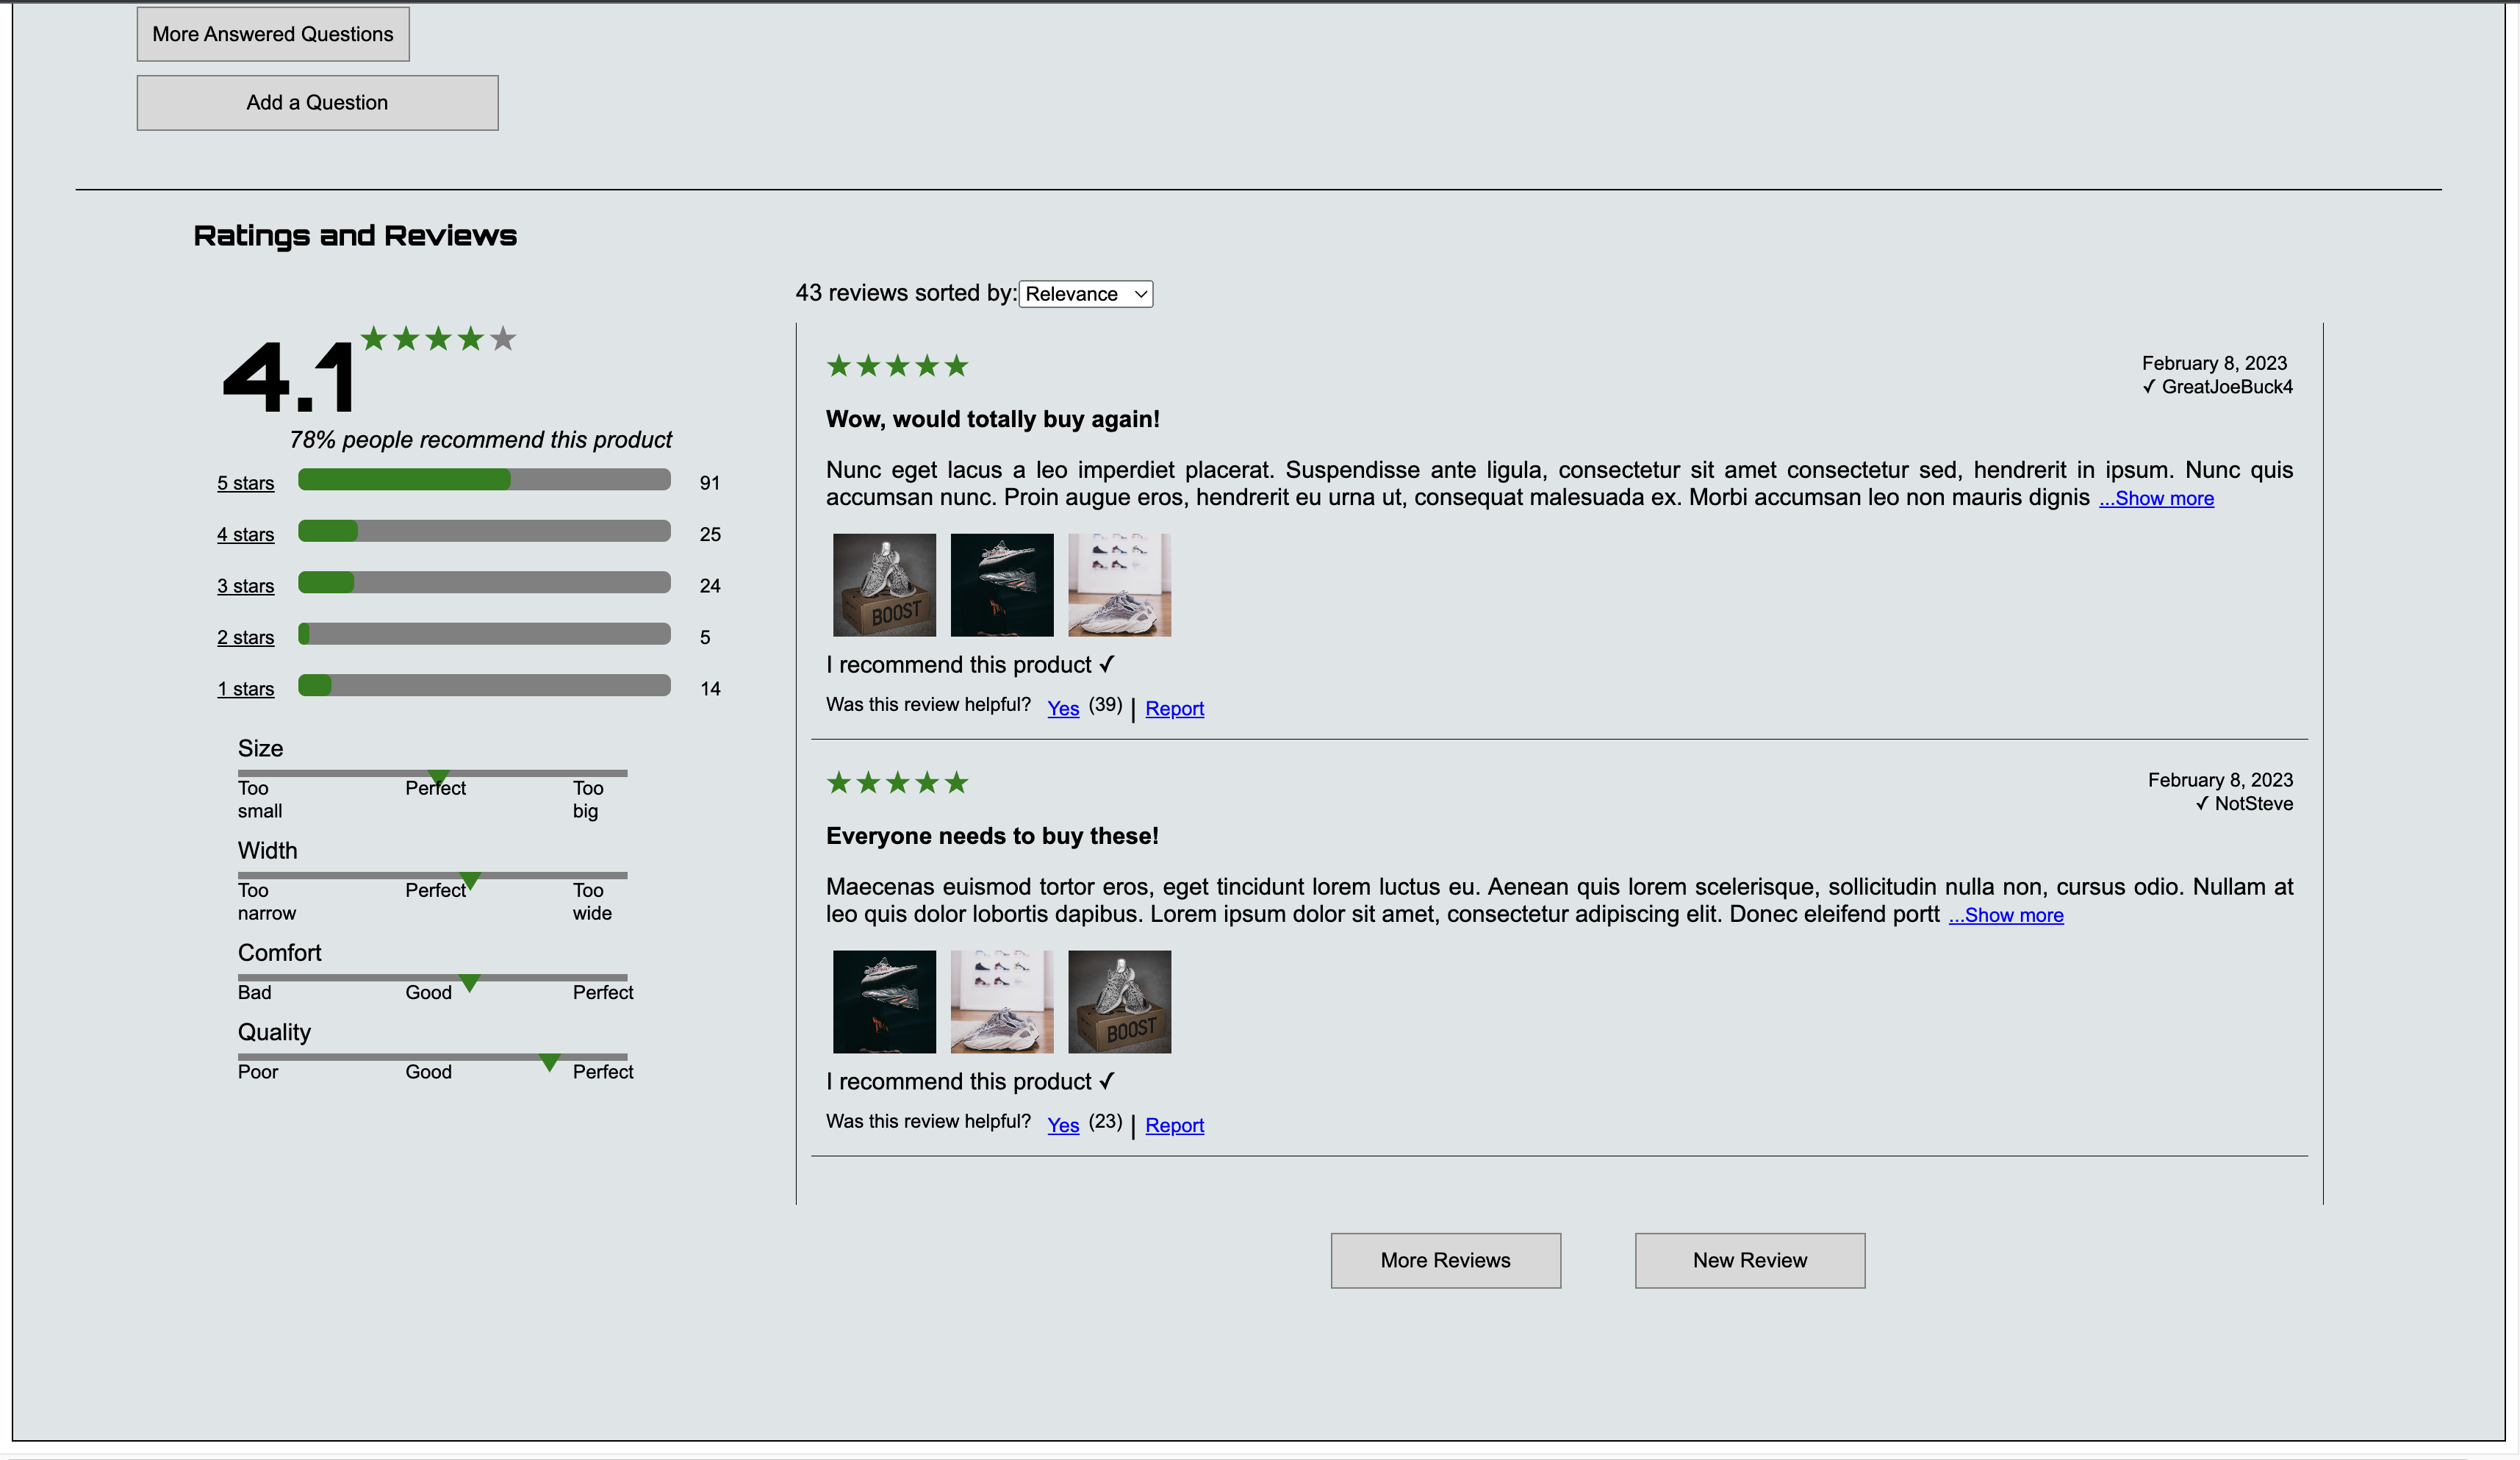 More Answered Questions
Add a Question
Ratings and Reviews
4.1
78% people recommend this product
5 stars 91
4 stars 25
3 stars 24
2 stars 5
1 stars 14
Size
Too small Perfect Too big
Width
Too narrow Perfect Too wide
Comfort
Bad Good Perfect
Quality
Poor Good Perfect
43 reviews sorted by: Relevance
February 8, 2023
✓ GreatJoeBuck4
Wow, would totally buy again!
Nunc eget lacus a leo imperdiet placerat. Suspendisse ante ligula, consectetur sit amet consectetur sed, hendrerit in ipsum. Nunc quis
accumsan nunc. Proin augue eros, hendrerit eu urna ut, consequat malesuada ex. Morbi accumsan leo non mauris dignis ...Show more
BOOST
I recommend this product ✓
Was this review helpful? Yes (39) | Report
February 8, 2023
✓ NotSteve
Everyone needs to buy these!
Maecenas euismod tortor eros, eget tincidunt lorem luctus eu. Aenean quis lorem scelerisque, sollicitudin nulla non, cursus odio. Nullam at
leo quis dolor lobortis dapibus. Lorem ipsum dolor sit amet, consectetur adipiscing elit. Donec eleifend portt ...Show more
BOOST
I recommend this product ✓
Was this review helpful? Yes (23) | Report
More Reviews
New Review